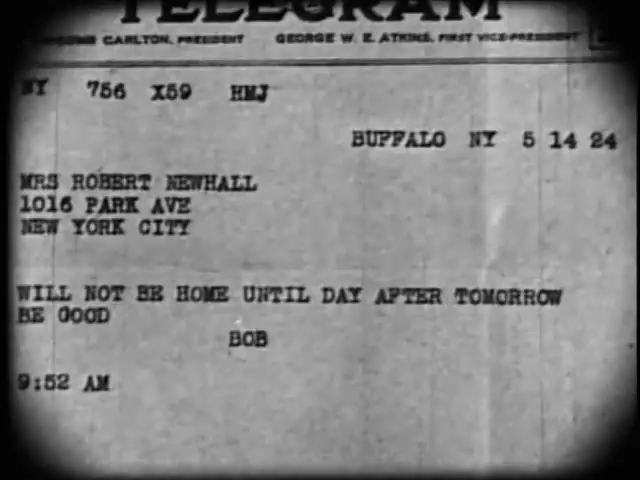 TELEGRAM
CARLTON, PRESIDENT GEORGE W. E. ATKINS, FIRST VICE-PRESIDENT
NY 756 X59 HMJ
BUFFALO NY 5 14 24
MRS ROBERT NEWHALL
1016 PARK AVE
NEW YORK CITY
WILL NOT BE HOME UNTIL DAY AFTER TOMORROW
BE GOOD
BOB
9:52 AM